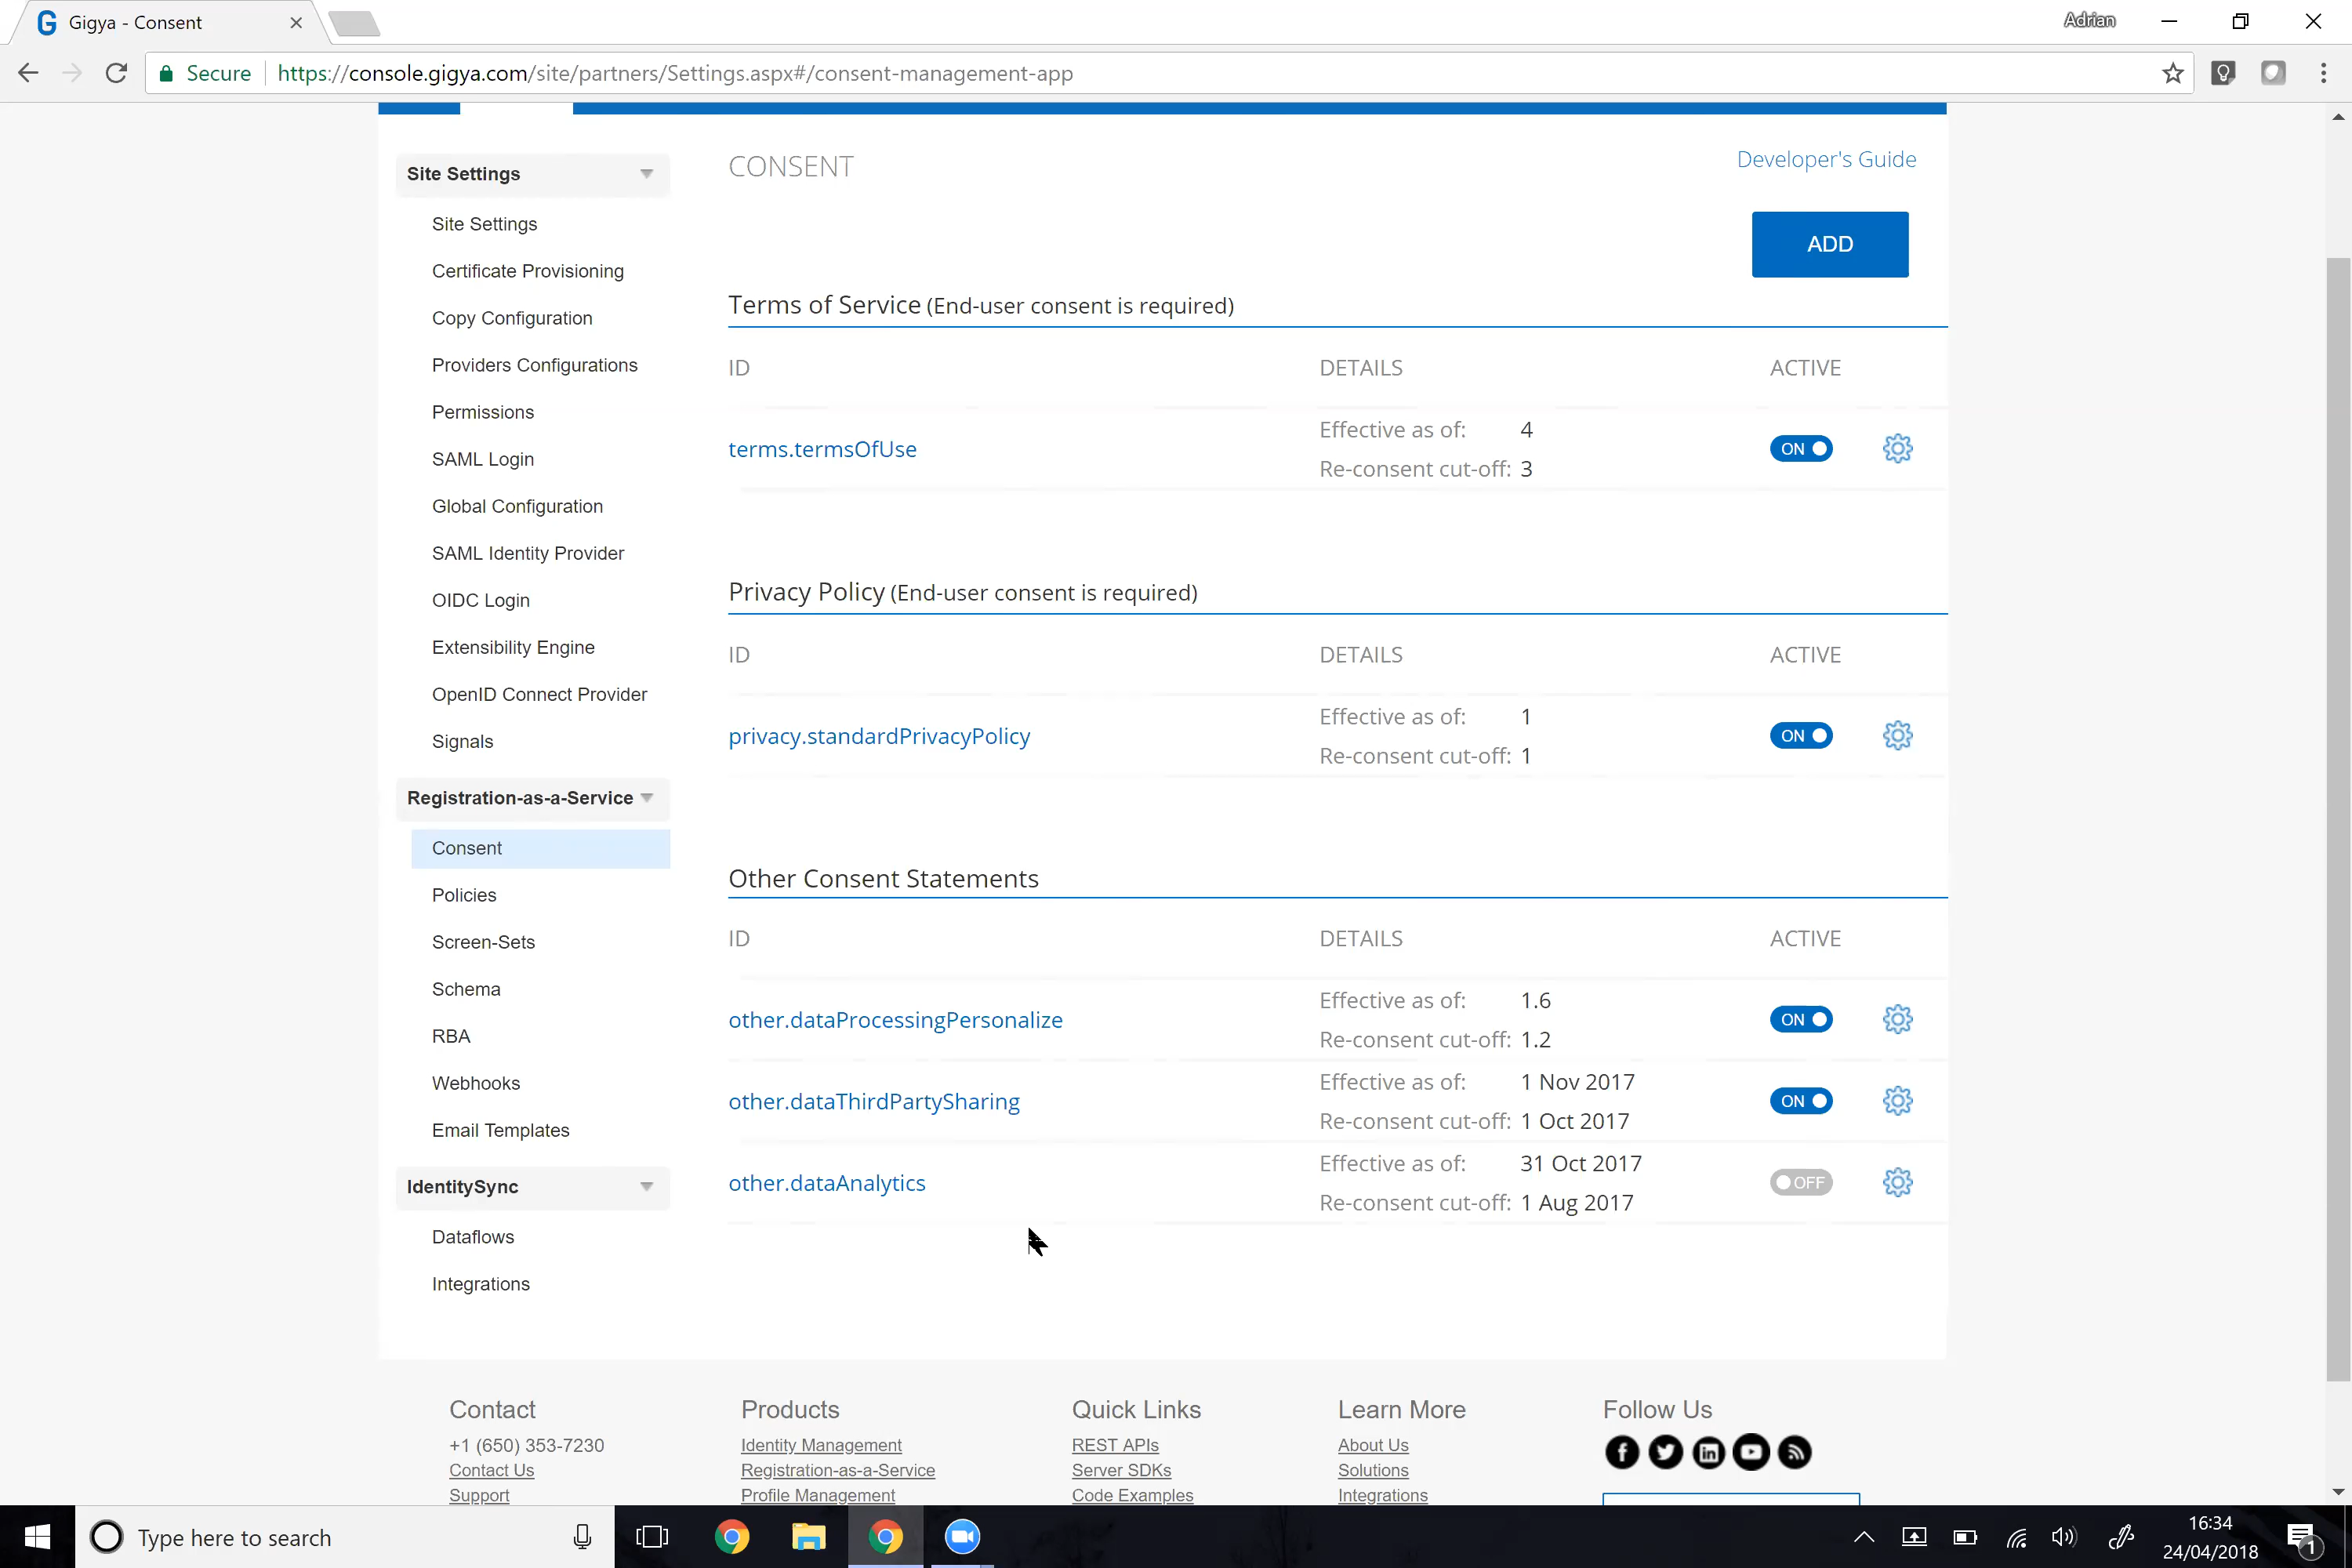 Gigya - Consent
Adrian
Secure
https://console.gigya.com/site/partners/Settings.aspx#/consent-management-app
Site Settings
Site Settings
Certificate Provisioning
Copy Configuration
Providers Configurations
Permissions
SAML Login
Global Configuration
SAML Identity Provider
OIDC Login
Extensibility Engine
OpenID Connect Provider
Signals
Registration-as-a-Service
Consent
Policies
Screen-Sets
Schema
RBA
Webhooks
Email Templates
IdentitySync
Dataflows
Integrations
CONSENT
Developer's Guide
ADD
Terms of Service (End-user consent is required)
ID DETAILS ACTIVE
terms.termsOfUse
Effective as of: 4
Re-consent cut-off: 3
ON
Privacy Policy (End-user consent is required)
ID DETAILS ACTIVE
privacy.standardPrivacyPolicy
Effective as of: 1
Re-consent cut-off: 1
ON
Other Consent Statements
ID DETAILS ACTIVE
other.dataProcessingPersonalize
Effective as of: 1.6
Re-consent cut-off: 1.2
ON
other.dataThirdPartySharing
Effective as of: 1 Nov 2017
Re-consent cut-off: 1 Oct 2017
ON
other.dataAnalytics
Effective as of: 31 Oct 2017
Re-consent cut-off: 1 Aug 2017
OFF
Contact
+1 (650) 353-7230
Contact Us
Support
Products
Identity Management
Registration-as-a-Service
Profile Management
Quick Links
REST APIs
Server SDKs
Code Examples
Learn More
About Us
Solutions
Integrations
Follow Us
Type here to search
16:34
24/04/2018
1